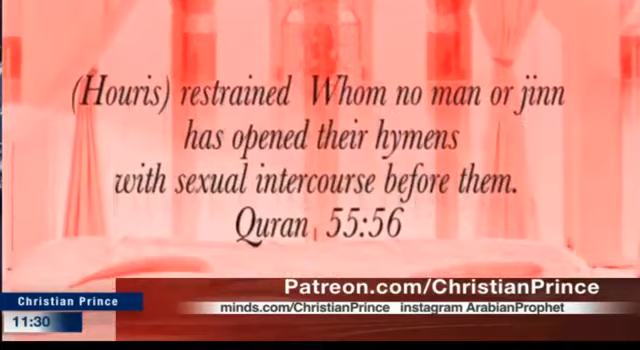 (Houris) restrained Whom no man or jinn
has opened their hymens
with sexual intercourse before them.
Quran 55:56
Patreon.com/ChristianPrince
Christian Prince
minds.com/ChristianPrince instagram ArabianProphet
11:30